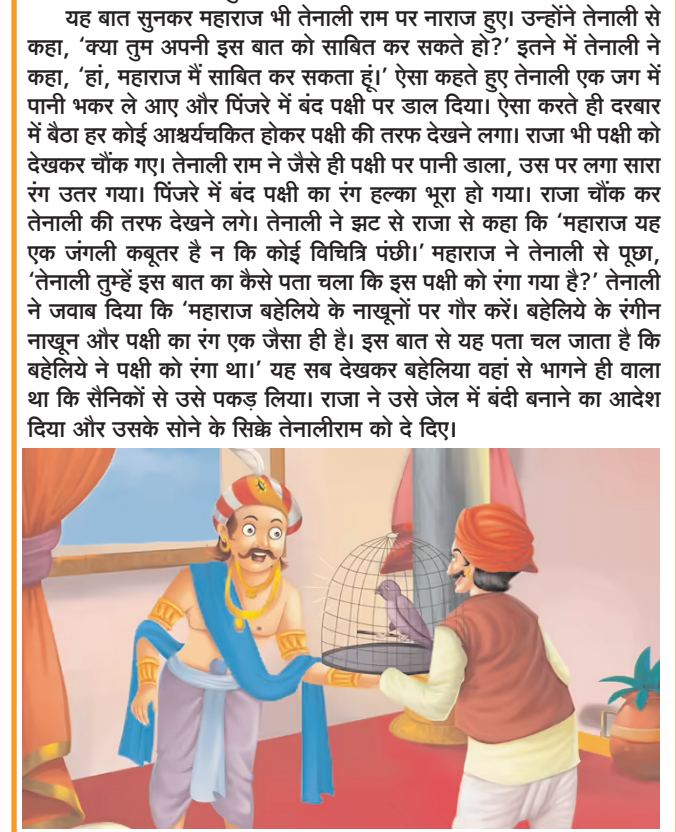 यह बात सुनकर महाराज भी तेनाली राम पर नाराज हुए। उन्होंने तेनाली से
कहा, ‘क्या तुम अपनी इस बात को साबित कर सकते हो?’ इतने में तेनाली ने
कहा, ‘हां, महाराज मैं साबित कर सकता हूं।’ ऐसा कहते हुए तेनाली एक जग में
पानी भकर ले आए और पिंजरे में बंद पक्षी पर डाल दिया। ऐसा करते ही दरबार
में बैठा हर कोई आश्चर्यचकित होकर पक्षी की तरफ देखने लगा। राजा भी पक्षी को
देखकर चौंक गए। तेनाली राम ने जैसे ही पक्षी पर पानी डाला, उस पर लगा सारा
रंग उतर गया। पिंजरे में बंद पक्षी का रंग हल्का भूरा हो गया। राजा चौंक कर
तेनाली की तरफ देखने लगे। तेनाली ने झट से राजा से कहा कि ‘महाराज यह
एक जंगली कबूतर है न कि कोई विचित्रि पंछी।’ महाराज ने तेनाली से पूछा,
‘तेनाली तुम्हें इस बात का कैसे पता चला कि इस पक्षी को रंगा गया है?’ तेनाली
ने जवाब दिया कि ‘महाराज बहेलिये के नाखूनों पर गौर करें। बहेलिये के रंगीन
नाखून और पक्षी का रंग एक जैसा ही है। इस बात से यह पता चल जाता है कि
बहेलिये ने पक्षी को रंगा था।’ यह सब देखकर बहेलिया वहां से भागने ही वाला
था कि सैनिकों से उसे पकड़ लिया। राजा ने उसे जेल में बंदी बनाने का आदेश
दिया और उसके सोने के सिक्के तेनालीराम को दे दिए।